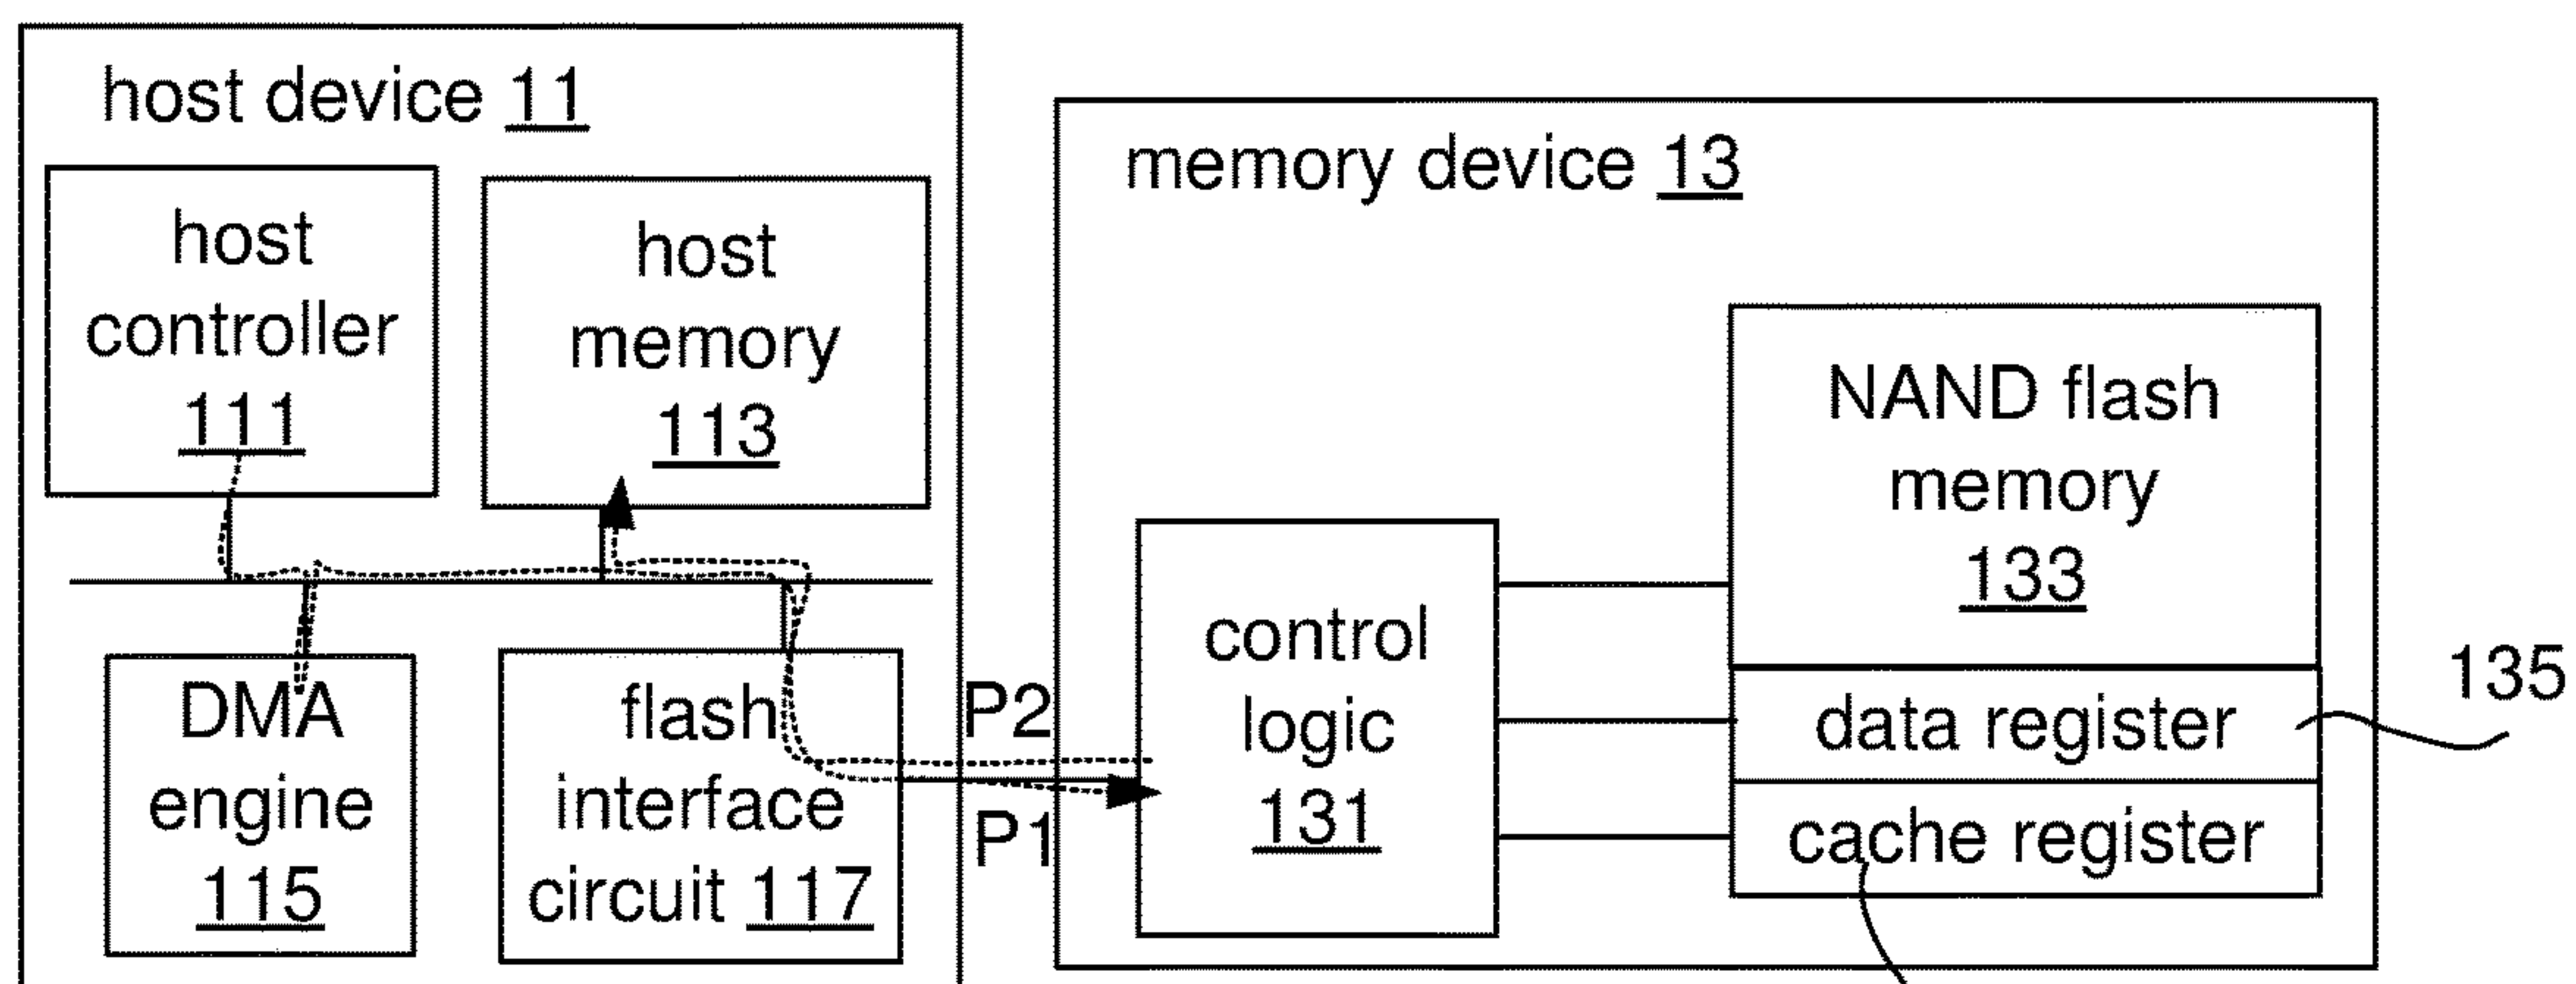 host device 11
host
controller
111
host
memory
113
DMA
engine
115
flash
interface
circuit 117
P2
P1
memory device 13
control
logic
131
NAND flash
memory
133
data register
cache register
135